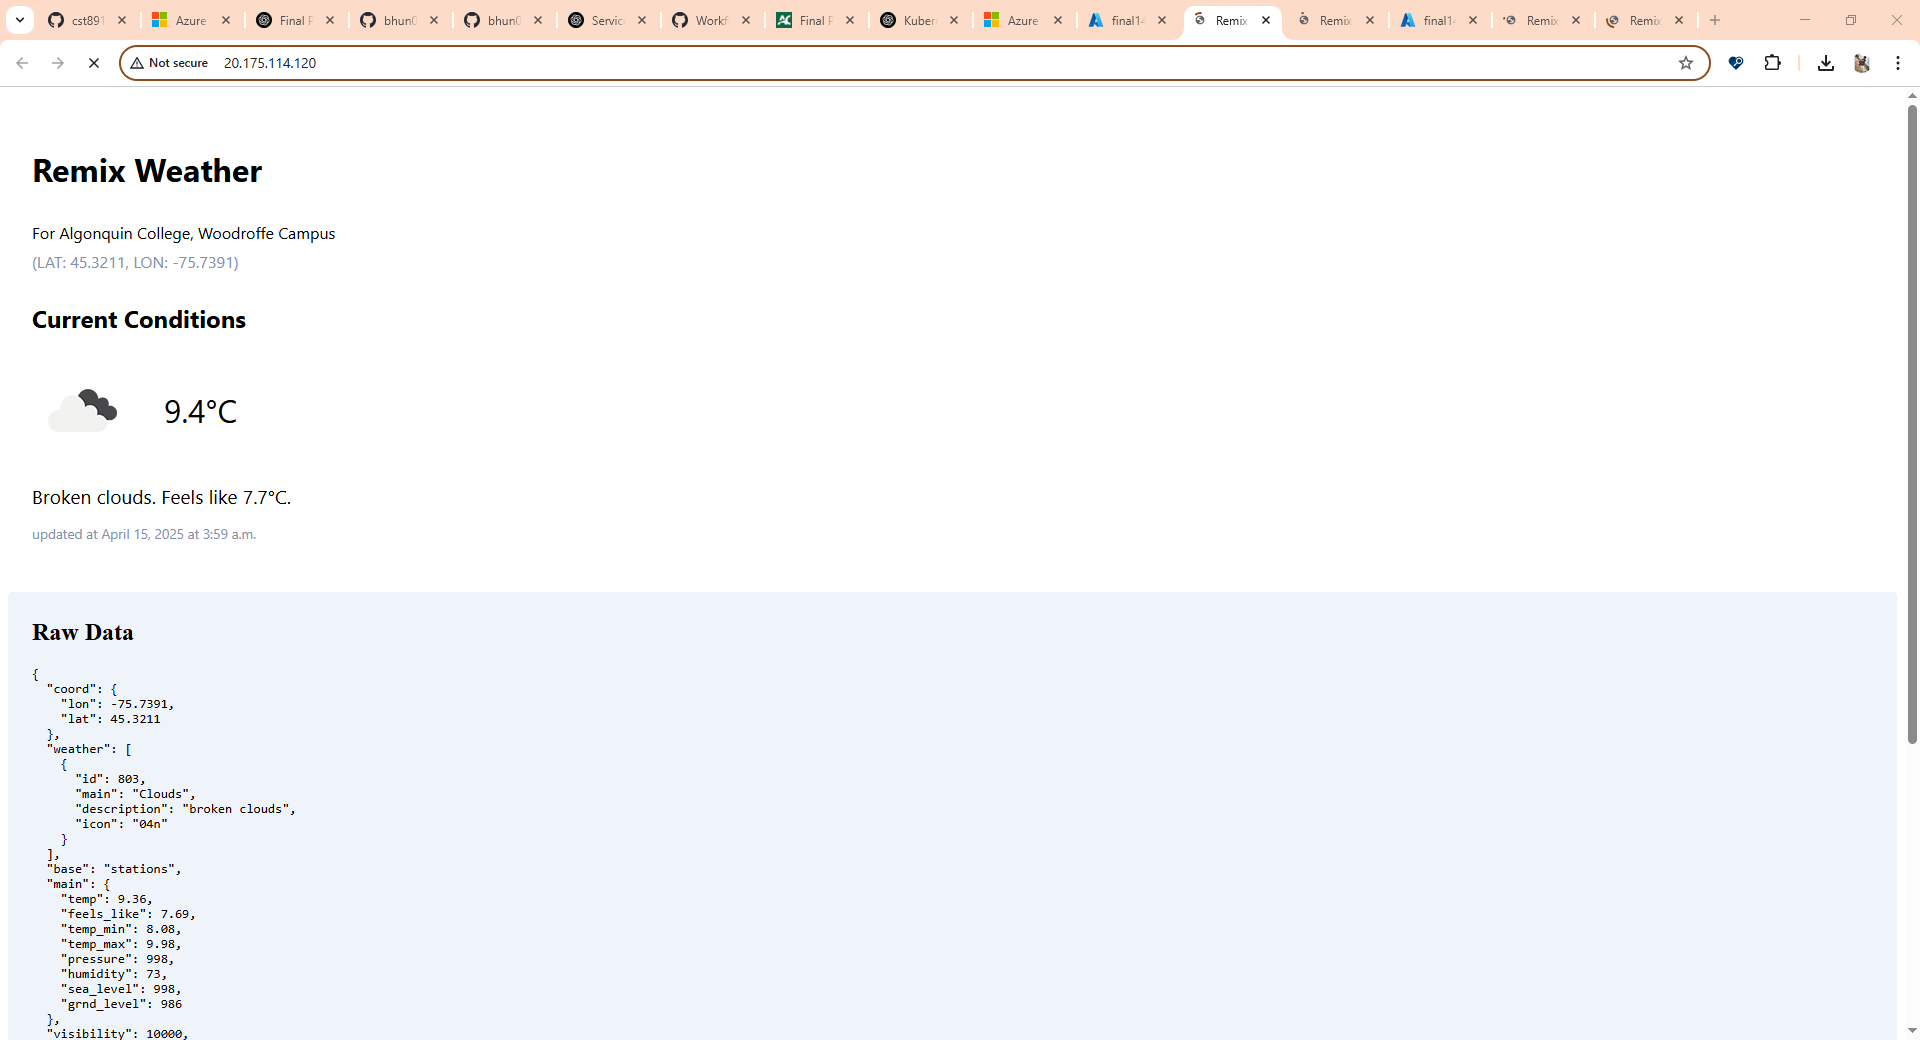 cst891
Azure
Final P
bhun0
bhun0
Servic
Workf
Final P
Kuber
Azure
final1
Remix
Remix
final1
Remix
Remix
Not secure
20.175.114.120
Remix Weather
For Algonquin College, Woodroffe Campus
(LAT: 45.3211, LON: -75.7391)
Current Conditions
9.4°C
Broken clouds. Feels like 7.7°C.
updated at April 15, 2025 at 3:59 a.m.
Raw Data
{
  "coord": {
    "lon": -75.7391,
    "lat": 45.3211
  },
  "weather": [
    {
      "id": 803,
      "main": "Clouds",
      "description": "broken clouds",
      "icon": "04n"
    }
  ],
  "base": "stations",
  "main": {
    "temp": 9.36,
    "feels_like": 7.69,
    "temp_min": 8.08,
    "temp_max": 9.98,
    "pressure": 998,
    "humidity": 73,
    "sea_level": 998,
    "grnd_level": 986
  },
  "visibility": 10000,